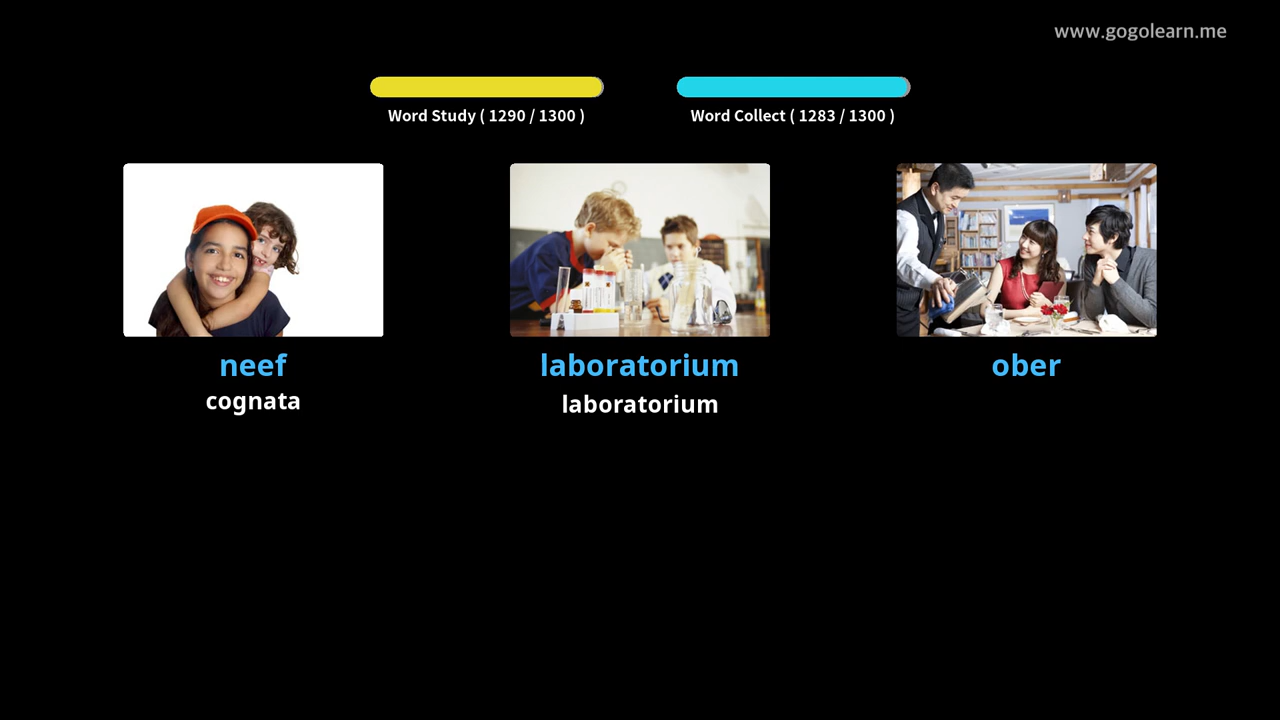 www.gogolearn.me
Word Study ( 1290 / 1300 )
Word Collect ( 1283 / 1300 )
neef
cognata
laboratorium
laboratorium
ober